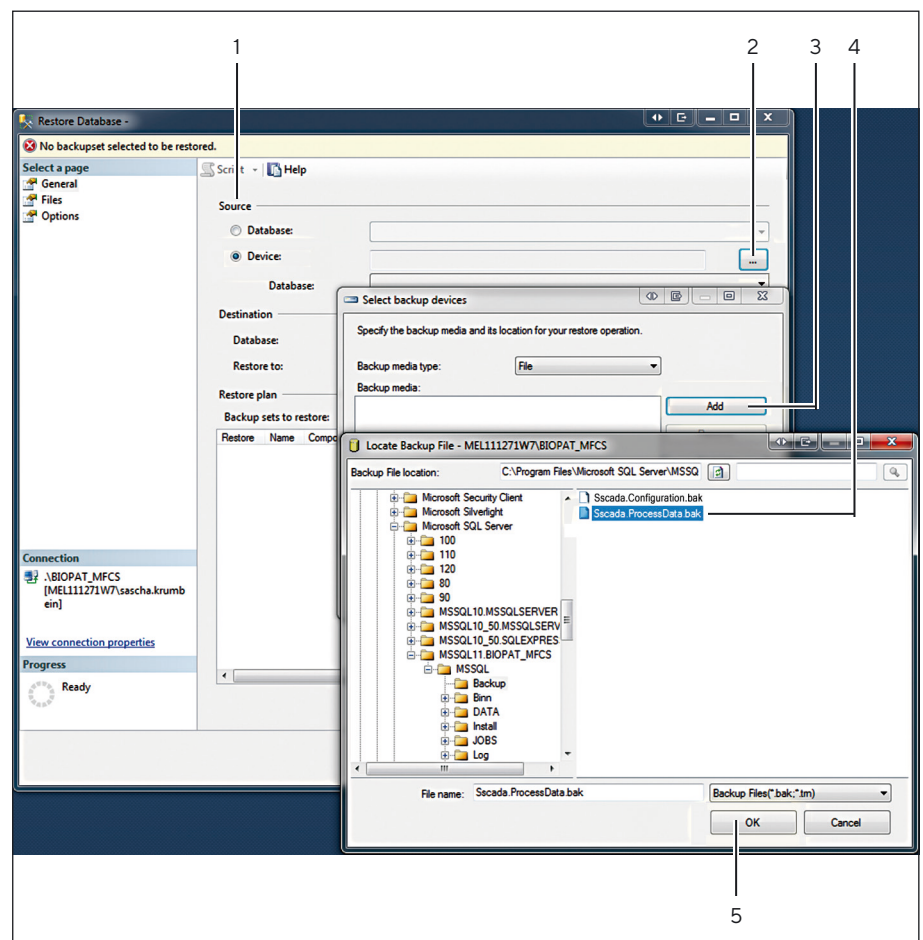 1
2
3
4
Restore Database -
No backupset selected to be restored.
Select a page
General
Files
Options
Script
Help
Source
Database:
Device:
...
Database:
Destination
Database:
Restore to:
Restore plan
Backup sets to restore:
Restore Name Compo
Connection
.\BIOPAT_MFCS
[MEL111271W7\sascha.krumb
ein]
View connection properties
Progress
Ready
Select backup devices
Specify the backup media and its location for your restore operation.
Backup media type:
File
Backup media:
Add
Locate Backup File - MEL111271W7\BIOPAT_MFCS
Backup File location:
C:\Program Files\Microsoft SQL Server\MSSQ
Microsoft Security Client
Microsoft Silverlight
Microsoft SQL Server
100
110
120
80
90
MSSQL10.MSSQLSERVER
MSSQL10_50.MSSQLSERV
MSSQL10_50.SQLEXPRES
MSSQL11.BIOPAT_MFCS
MSSQL
Backup
Binn
DATA
Install
JOBS
Log
Sscada.Configuration.bak
Sscada.ProcessData.bak
File name:
Sscada.ProcessData.bak
Backup Files(*.bak;*.trn)
OK
Cancel
5